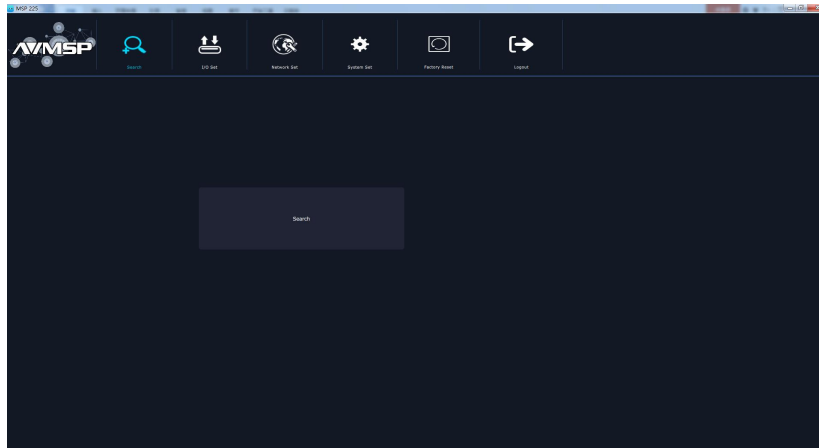 MSP 225
AVMSP
Search
I/O Set
Network Set
System Set
Factory Reset
Logout
Search